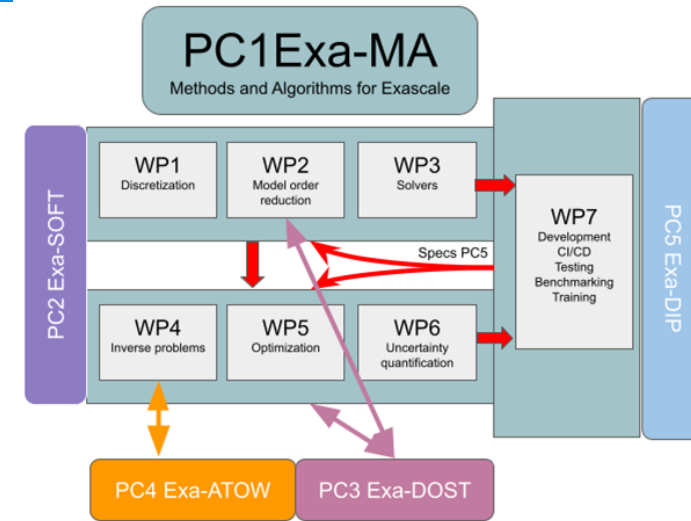 PC1Exa-MA
Methods and Algorithms for Exascale
PC2 Exa-SOFT
WP1
Discretization
WP2
Model order
reduction
WP3
Solvers
Specs PC5
WP4
Inverse problems
WP5
Optimization
WP6
Uncertainty
quantification
WP7
Development
CI/CD
Testing
Benchmarking
Training
PC5 Exa-DIP
PC4 Exa-ATOW
PC3 Exa-DOST